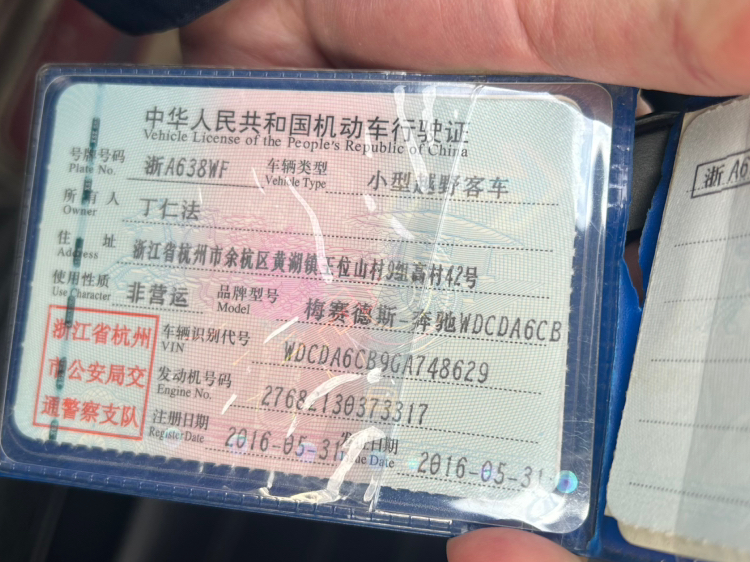 中华人民共和国机动车行驶证
Vehicle License of the People's Republic of China
号牌号码 浙A638WF 车辆类型 小型越野客车
Plate No. Vehicle Type
所有人 丁仁法
Owner
住址 浙江省杭州市余杭区黄湖镇王位山村9组高村42号
Address
使用性质 非营运 品牌型号 梅赛德斯-奔驰WDCDA6CB
Use Character Model
浙江省杭州
市公安局交
通警察支队
车辆识别代号 WDCDA6CB9GA748629
VIN
发动机号码 27682130373317
Engine No.
注册日期 2016-05-31 发证日期 2016-05-31
Register Date Issue Date
浙A6